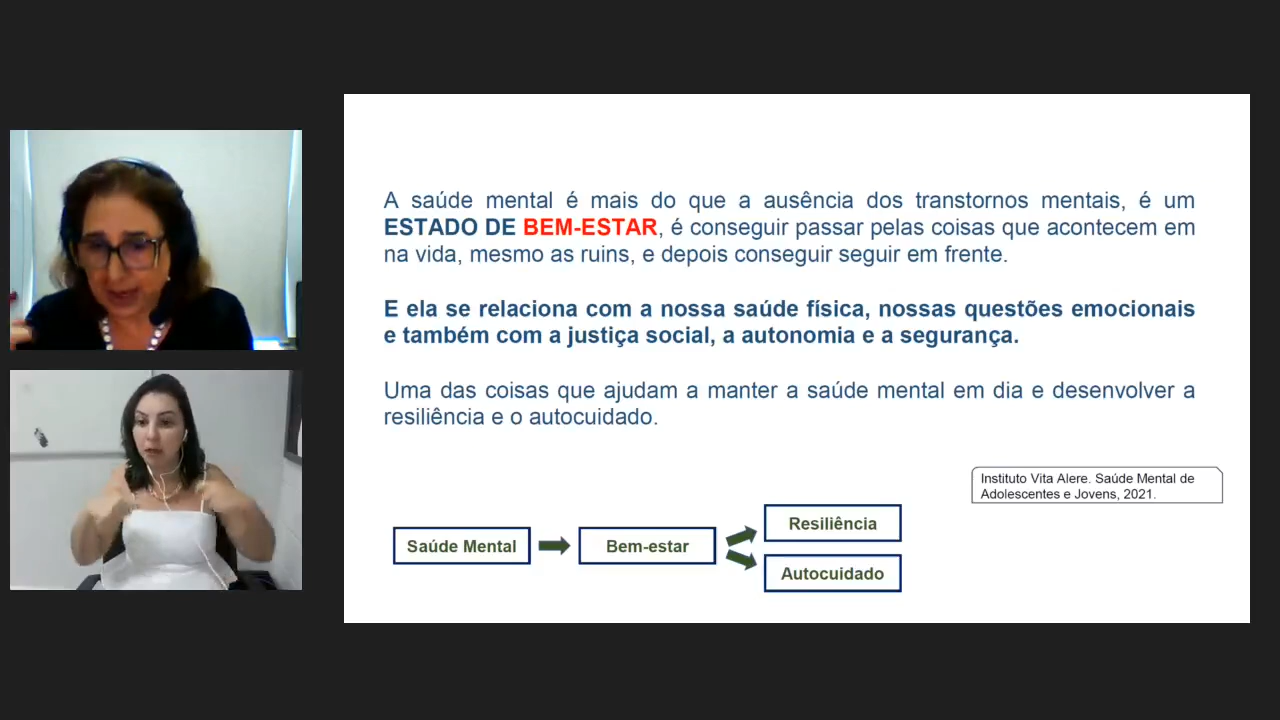 A saúde mental é mais do que a ausência dos transtornos mentais, é um
ESTADO DE BEM-ESTAR, é conseguir passar pelas coisas que acontecem em
na vida, mesmo as ruins, e depois conseguir seguir em frente.
E ela se relaciona com a nossa saúde física, nossas questões emocionais
e também com a justiça social, a autonomia e a segurança.
Uma das coisas que ajudam a manter a saúde mental em dia e desenvolver a
resiliência e o autocuidado.
Instituto Vita Alere. Saúde Mental de
Adolescentes e Jovens, 2021.
Saúde Mental
Bem-estar
Resiliência
Autocuidado